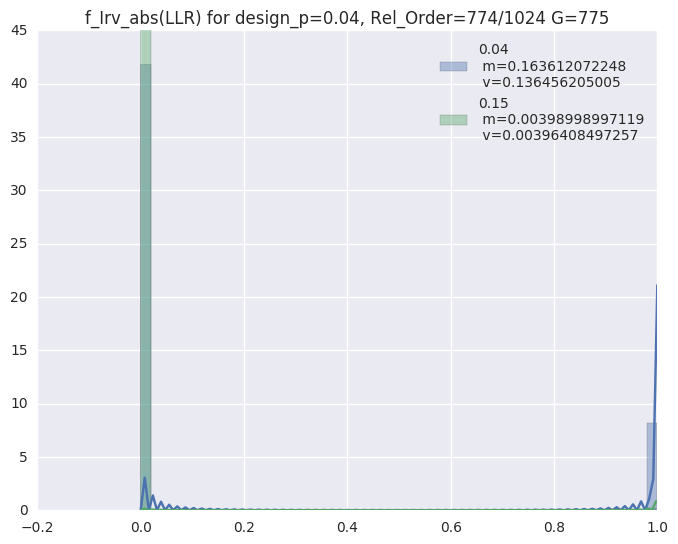 f_Irv_abs(LLR) for design_p=0.04, Rel_Order=774/1024 G=775
45
40
35
30
25
20
15
10
5
0
0.04
m=0.163612072248
v=0.136456205005
0.15
m=0.00398998997119
v=0.00396408497257
−0.2 0.0 0.2 0.4 0.6 0.8 1.0